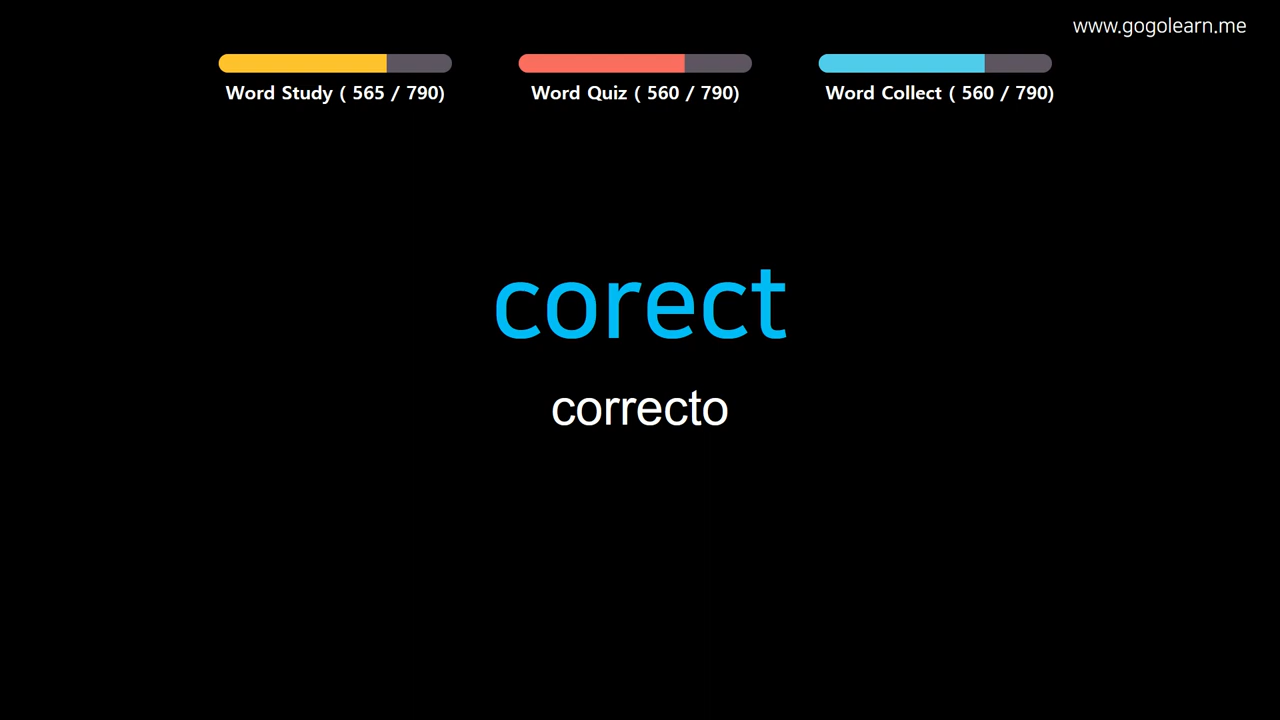 www.gogolearn.me
Word Study ( 565 / 790)
Word Quiz ( 560 / 790)
Word Collect ( 560 / 790)
corect
correcto